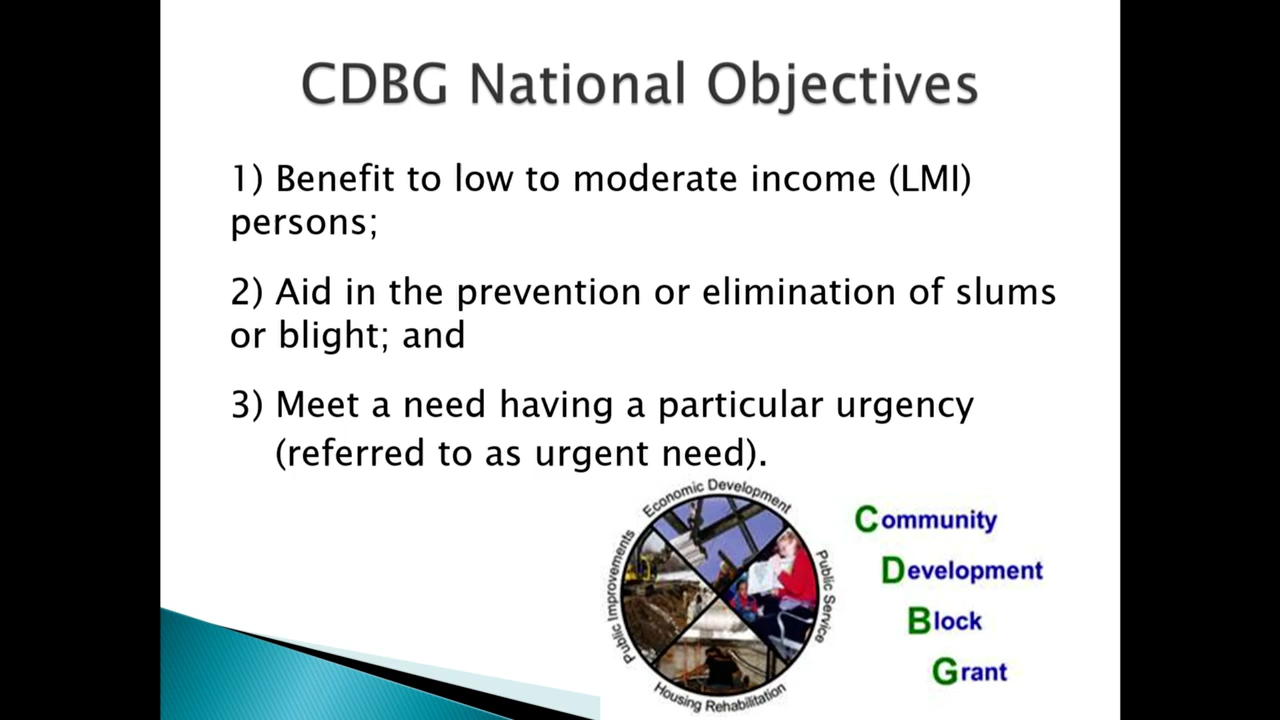 CDBG National Objectives
1) Benefit to low to moderate income (LMI)
persons;
2) Aid in the prevention or elimination of slums
or blight; and
3) Meet a need having a particular urgency
(referred to as urgent need).
Economic Development
Public Improvements
Public Service
Housing Rehabilitation
Community
Development
Block
Grant